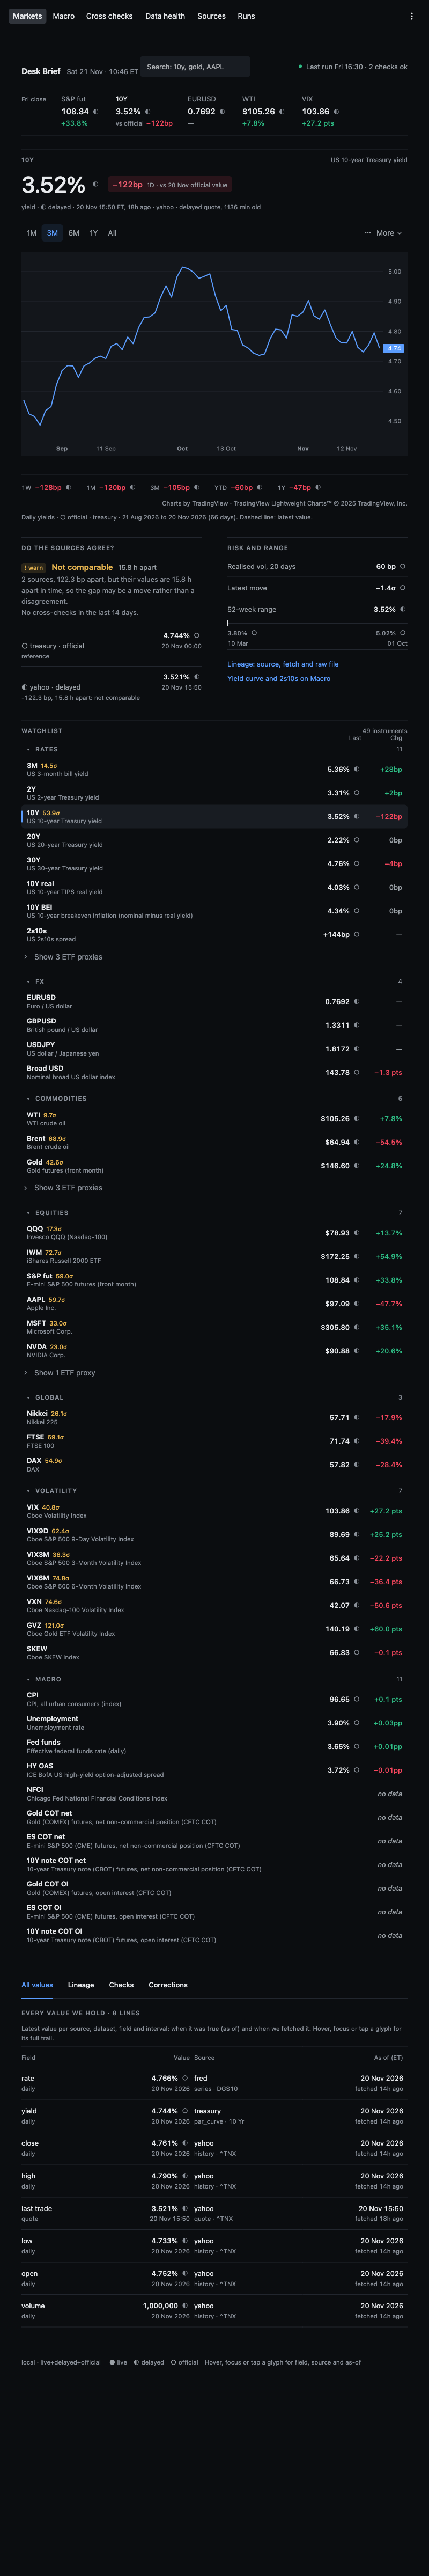 Markets Macro Cross checks Data health Sources Runs
Desk Brief Sat 21 Nov · 10:46 ET
Search: 10y, gold, AAPL
Last run Fri 16:30 · 2 checks ok
Fri close
S&P fut 10Y EURUSD WTI VIX
108.84 3.52% 0.7692 $105.26 103.86
+33.8% vs official −122bp — +7.8% +27.2 pts
10Y US 10-year Treasury yield
3.52% −122bp 1D · vs 20 Nov official value
yield · delayed · 20 Nov 15:50 ET, 18h ago · yahoo · delayed quote, 1136 min old
1M 3M 6M 1Y All
More
5.00
4.90
4.80
4.74
4.70
4.60
4.50
Sep 11 Sep Oct 13 Oct Nov 12 Nov
1W −128bp 1M −120bp 3M −105bp YTD −60bp 1Y −47bp
Charts by TradingView · TradingView Lightweight Charts™ © 2025 TradingView, Inc.
Daily yields · official · treasury · 21 Aug 2026 to 20 Nov 2026 (66 days). Dashed line: latest value.
DO THE SOURCES AGREE?
! warn Not comparable 15.8 h apart
2 sources, 122.3 bp apart, but their values are 15.8 h
apart in time, so the gap may be a move rather than a
disagreement.
No cross-checks in the last 14 days.
4.744%
treasury · official 20 Nov 00:00
reference
3.521%
yahoo · delayed 20 Nov 15:50
-122.3 bp, 15.8 h apart: not comparable
RISK AND RANGE
Realised vol, 20 days 60 bp
Latest move −1.4σ
52-week range 3.52%
3.80% 5.02%
10 Mar 01 Oct
Lineage: source, fetch and raw file
Yield curve and 2s10s on Macro
WATCHLIST 49 instruments
Last Chg
RATES 11
3M 14.5σ
US 3-month bill yield
5.36% +28bp
2Y
US 2-year Treasury yield
3.31% +2bp
10Y 53.9σ
US 10-year Treasury yield
3.52% −122bp
20Y
US 20-year Treasury yield
2.22% 0bp
30Y
US 30-year Treasury yield
4.76% −4bp
10Y real
US 10-year TIPS real yield
4.03% 0bp
10Y BEI
US 10-year breakeven inflation (nominal minus real yield)
4.34% 0bp
2s10s
US 2s10s spread
+144bp —
Show 3 ETF proxies
FX 4
EURUSD
Euro / US dollar
0.7692 —
GBPUSD
British pound / US dollar
1.3311 —
USDJPY
US dollar / Japanese yen
1.8172 —
Broad USD
Nominal broad US dollar index
143.78 −1.3 pts
COMMODITIES 6
WTI 9.7σ
WTI crude oil
$105.26 +7.8%
Brent 68.9σ
Brent crude oil
$64.94 −54.5%
Gold 42.6σ
Gold futures (front month)
$146.60 +24.8%
Show 3 ETF proxies
EQUITIES 7
QQQ 17.3σ
Invesco QQQ (Nasdaq-100)
$78.93 +13.7%
IWM 72.7σ
iShares Russell 2000 ETF
$172.25 +54.9%
S&P fut 59.0σ
E-mini S&P 500 futures (front month)
108.84 +33.8%
AAPL 59.7σ
Apple Inc.
$97.09 −47.7%
MSFT 33.0σ
Microsoft Corp.
$305.80 +35.1%
NVDA 23.0σ
NVIDIA Corp.
$90.88 +20.6%
Show 1 ETF proxy
GLOBAL 3
Nikkei 26.1σ
Nikkei 225
57.71 −17.9%
FTSE 69.1σ
FTSE 100
71.74 −39.4%
DAX 54.9σ
DAX
57.82 −28.4%
VOLATILITY 7
VIX 40.8σ
Cboe Volatility Index
103.86 +27.2 pts
VIX9D 62.4σ
Cboe S&P 500 9-Day Volatility Index
89.69 +25.2 pts
VIX3M 36.3σ
Cboe S&P 500 3-Month Volatility Index
65.64 −22.2 pts
VIX6M 74.8σ
Cboe S&P 500 6-Month Volatility Index
66.73 −36.4 pts
VXN 74.6σ
Cboe Nasdaq-100 Volatility Index
42.07 −50.6 pts
GVZ 121.0σ
Cboe Gold ETF Volatility Index
140.19 +60.0 pts
SKEW
Cboe SKEW Index
66.83 −0.1 pts
MACRO 11
CPI
CPI, all urban consumers (index)
96.65 +0.1 pts
Unemployment
Unemployment rate
3.90% +0.03pp
Fed funds
Effective federal funds rate (daily)
3.65% +0.01pp
HY OAS
ICE BofA US high-yield option-adjusted spread
3.72% −0.01pp
NFCI
Chicago Fed National Financial Conditions Index
no data
Gold COT net
Gold (COMEX) futures, net non-commercial position (CFTC COT)
no data
ES COT net
E-mini S&P 500 (CME) futures, net non-commercial position (CFTC COT)
no data
10Y note COT net
10-year Treasury note (CBOT) futures, net non-commercial position (CFTC COT)
no data
Gold COT OI
Gold (COMEX) futures, open interest (CFTC COT)
no data
ES COT OI
E-mini S&P 500 (CME) futures, open interest (CFTC COT)
no data
10Y note COT OI
10-year Treasury note (CBOT) futures, open interest (CFTC COT)
no data
All values Lineage Checks Corrections
EVERY VALUE WE HOLD · 8 LINES
Latest value per source, dataset, field and interval: when it was true (as of) and when we fetched it. Hover, focus or tap a glyph for
its full trail.
Field Value Source As of (ET)
rate 4.766% fred 20 Nov 2026
daily 20 Nov 2026 series · DGS10 fetched 14h ago
yield 4.744% treasury 20 Nov 2026
daily 20 Nov 2026 par_curve · 10 Yr fetched 14h ago
close 4.761% yahoo 20 Nov 2026
daily 20 Nov 2026 history · ^TNX fetched 14h ago
high 4.790% yahoo 20 Nov 2026
daily 20 Nov 2026 history · ^TNX fetched 14h ago
last trade 3.521% yahoo 20 Nov 15:50
quote 20 Nov 15:50 quote · ^TNX fetched 18h ago
low 4.733% yahoo 20 Nov 2026
daily 20 Nov 2026 history · ^TNX fetched 14h ago
open 4.752% yahoo 20 Nov 2026
daily 20 Nov 2026 history · ^TNX fetched 14h ago
volume 1,000,000 yahoo 20 Nov 2026
daily 20 Nov 2026 history · ^TNX fetched 14h ago
local · live+delayed+official live delayed official Hover, focus or tap a glyph for field, source and as-of